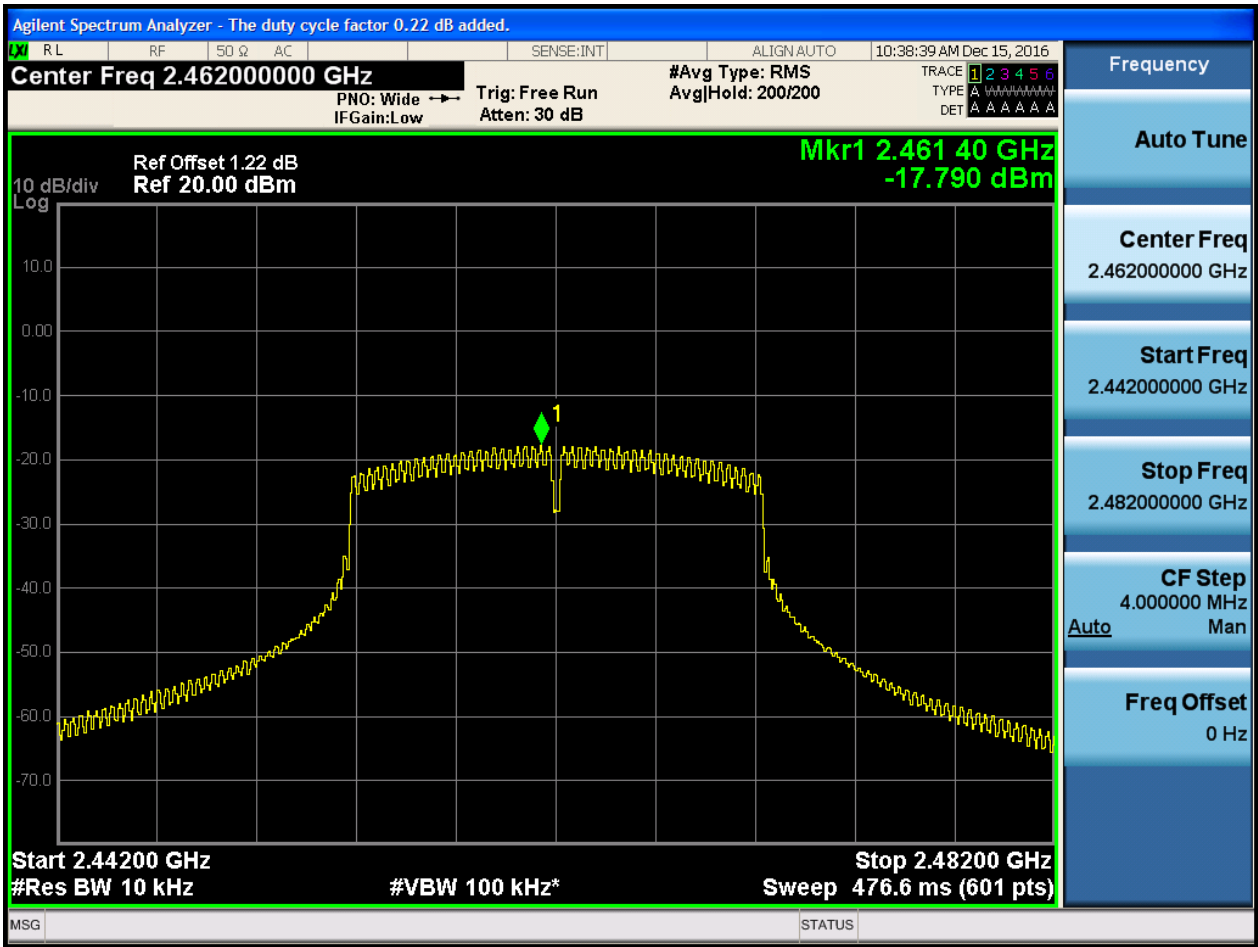 Agilent Spectrum Analyzer - The duty cycle factor 0.22 dB added.
LXI RL RF 50 Ω AC SENSE:INT ALIGN AUTO 10:38:39 AM Dec 15, 2016
Center Freq 2.462000000 GHz
PNO: Wide
IFGain:Low
Trig: Free Run
Atten: 30 dB
#Avg Type: RMS
Avg|Hold: 200/200
TRACE 1 2 3 4 5 6
TYPE A WWWWW
DET A A A A A A
Ref Offset 1.22 dB
Ref 20.00 dBm
10 dB/div
Log
Mkr1 2.461 40 GHz
-17.790 dBm
10.0
0.00
-10.0
1
-20.0
-30.0
-40.0
-50.0
-60.0
-70.0
Start 2.44200 GHz
Stop 2.48200 GHz
#Res BW 10 kHz
#VBW 100 kHz*
Sweep 476.6 ms (601 pts)
MSG
STATUS
Frequency
Auto Tune
Center Freq
2.462000000 GHz
Start Freq
2.442000000 GHz
Stop Freq
2.482000000 GHz
CF Step
4.000000 MHz
Auto Man
Freq Offset
0 Hz